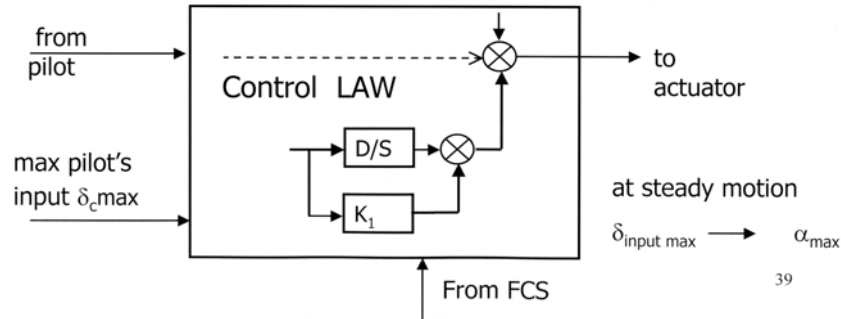 from
pilot
to
actuator
Control LAW
D/S
K₁
max pilot's
input δcmax
at steady motion
δinput max → αmax
From FCS
39